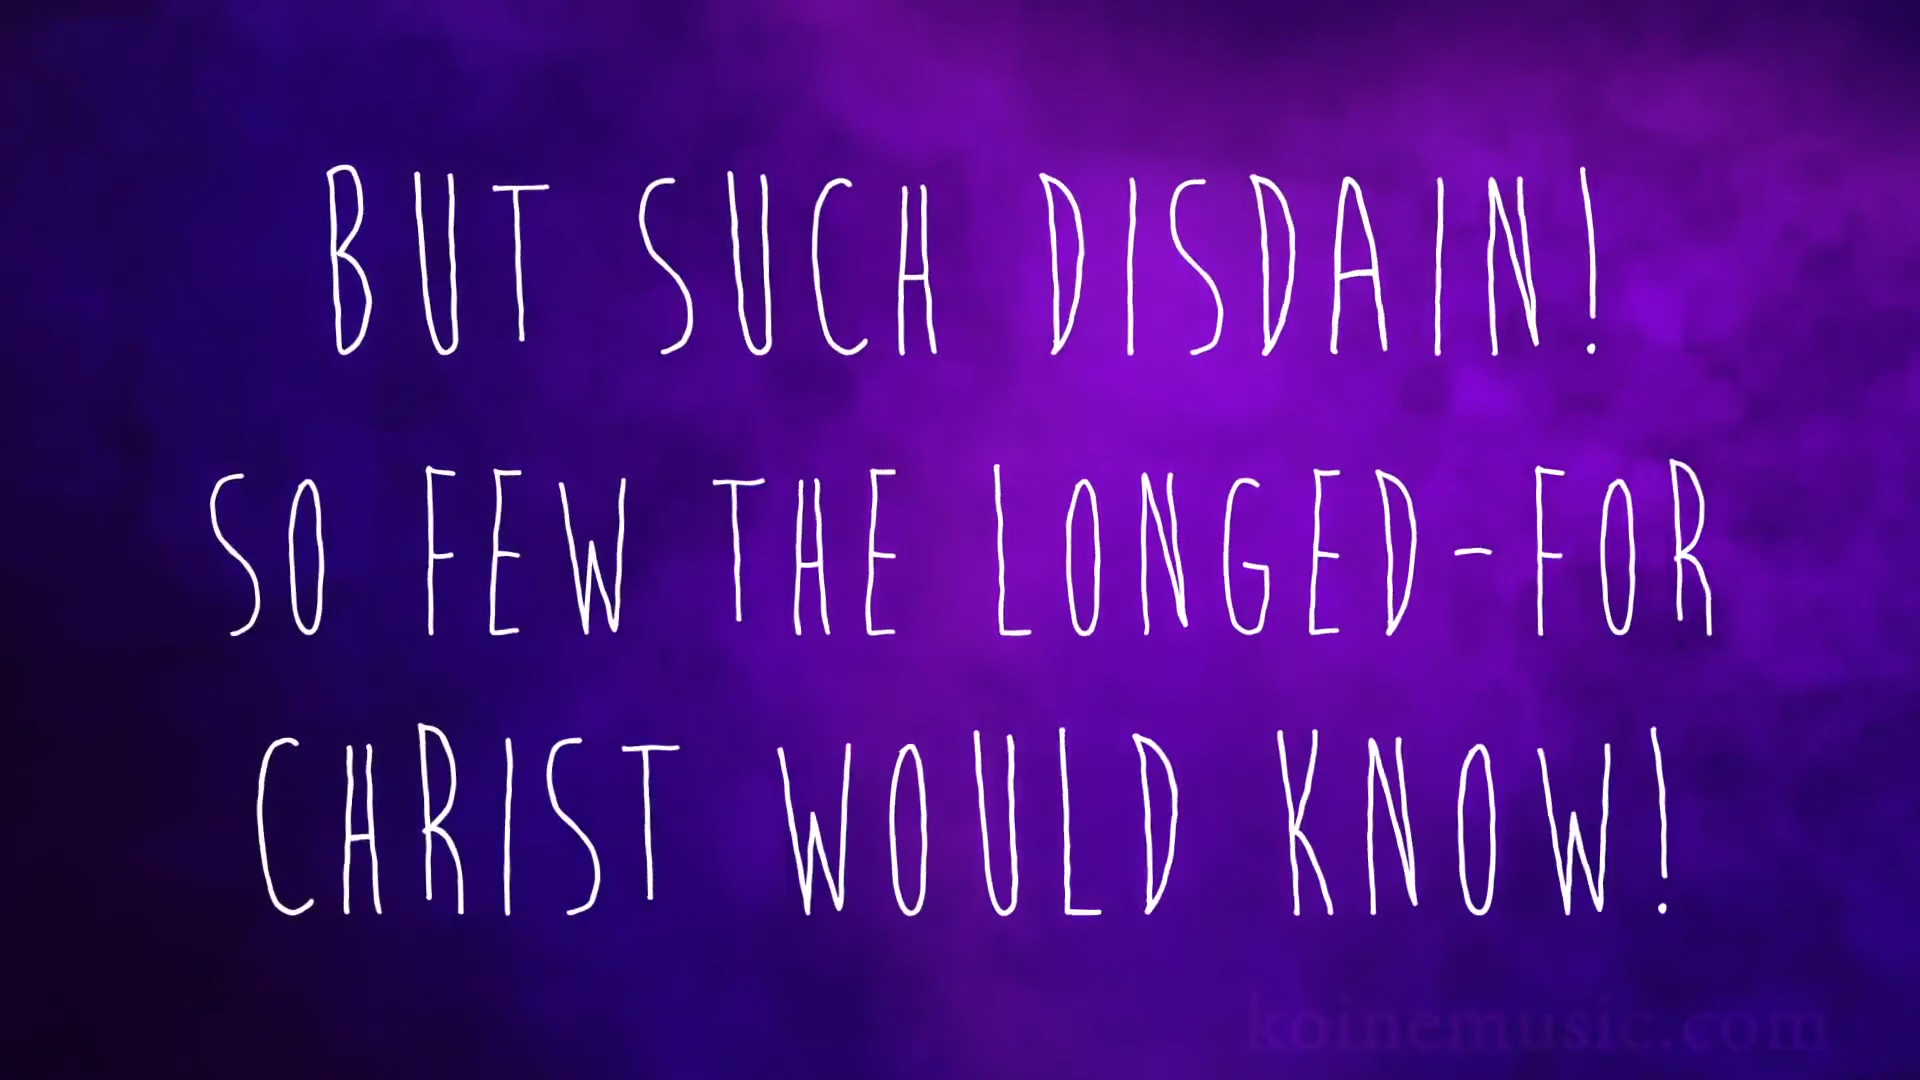 BUT SUCH DISDAIN!
SO FEW THE LONGED-FOR
CHRIST WOULD KNOW!
koinemusic.com